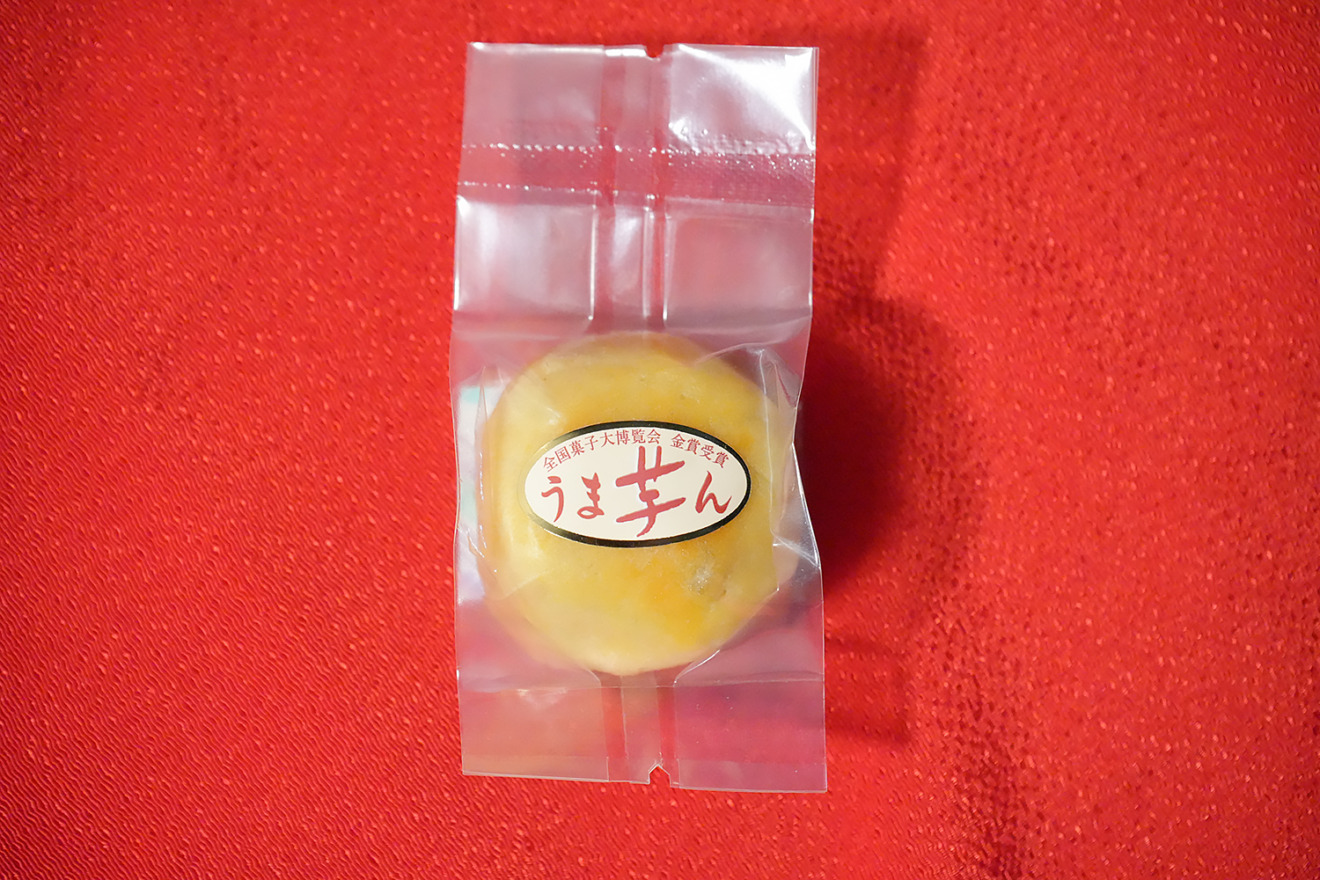 全国菓子大博覧会 金賞受賞
うま芋ん